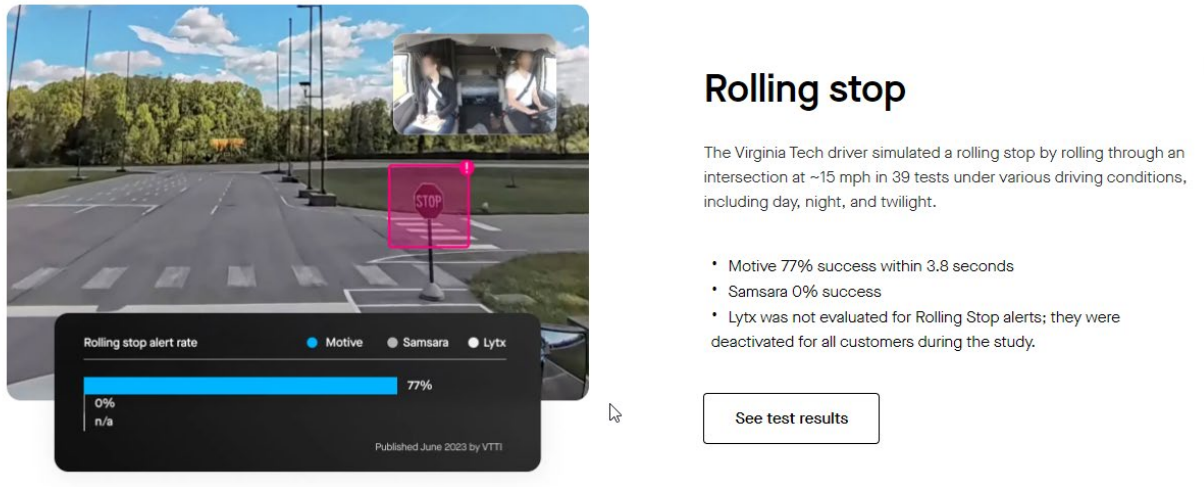 STOP
!
Rolling stop alert rate
Motive
Samsara
Lytx
77%
0%
n/a
Published June 2023 by VTTI
Rolling stop
The Virginia Tech driver simulated a rolling stop by rolling through an
intersection at ~15 mph in 39 tests under various driving conditions,
including day, night, and twilight.
• Motive 77% success within 3.8 seconds
• Samsara 0% success
• Lytx was not evaluated for Rolling Stop alerts; they were
deactivated for all customers during the study.
See test results